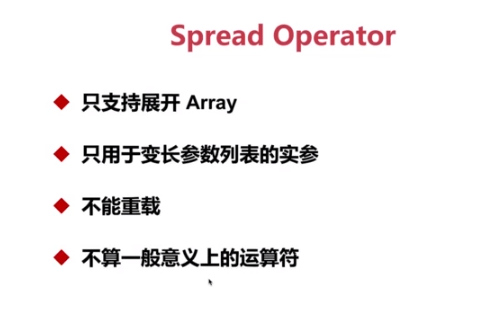 Spread Operator
只支持展开 Array
只用于变长参数列表的实参
不能重载
不算一般意义上的运算符